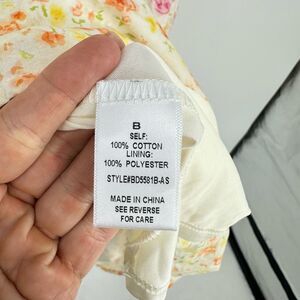 B
SELF:
100% COTTON
LINING:
100% POLYESTER
STYLE#BD5581B-AS
MADE IN CHINA
SEE REVERSE
FOR CARE